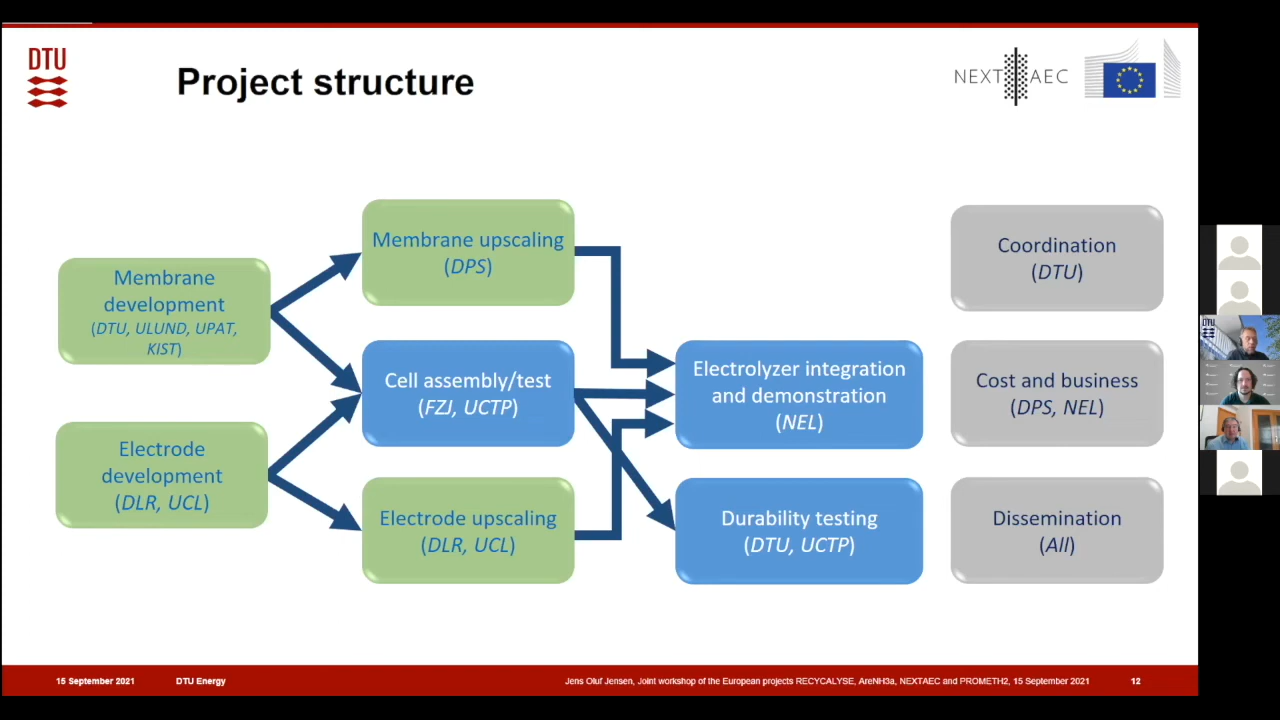 DTU
Project structure
NEXT AEC
Membrane
development
(DTU, ULUND, UPAT,
KIST)
Electrode
development
(DLR, UCL)
Membrane upscaling
(DPS)
Cell assembly/test
(FZJ, UCTP)
Electrode upscaling
(DLR, UCL)
Electrolyzer integration
and demonstration
(NEL)
Durability testing
(DTU, UCTP)
Coordination
(DTU)
Cost and business
(DPS, NEL)
Dissemination
(All)
DTU
15 September 2021
DTU Energy
Jens Oluf Jensen, Joint workshop of the European projects RECYCALYSE, AreNH3a, NEXTAEC and PROMETH2, 15 September 2021
12